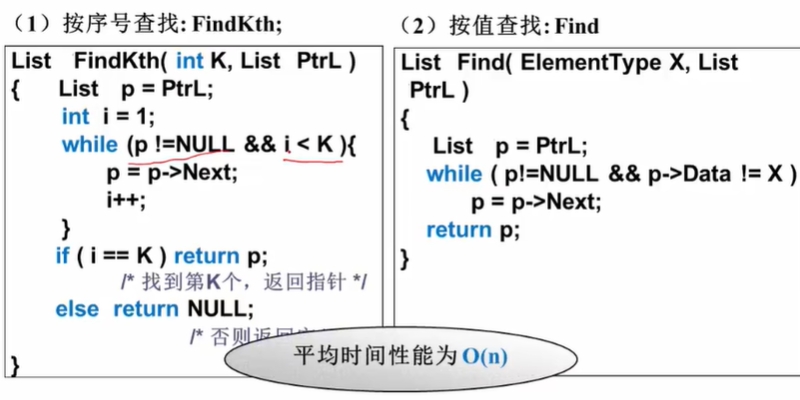 （1）按序号查找: FindKth;
List FindKth( int K, List PtrL )
{ List p = PtrL;
int i = 1;
while (p !=NULL && i < K ){
p = p->Next;
i++;
}
if ( i == K ) return p;
/* 找到第K个，返回指针 */
else return NULL;
/* 否则返回
}
（2）按值查找: Find
List Find( ElementType X, List
PtrL )
{
List p = PtrL;
while ( p!=NULL && p->Data != X )
p = p->Next;
return p;
}
平均时间性能为 O(n)